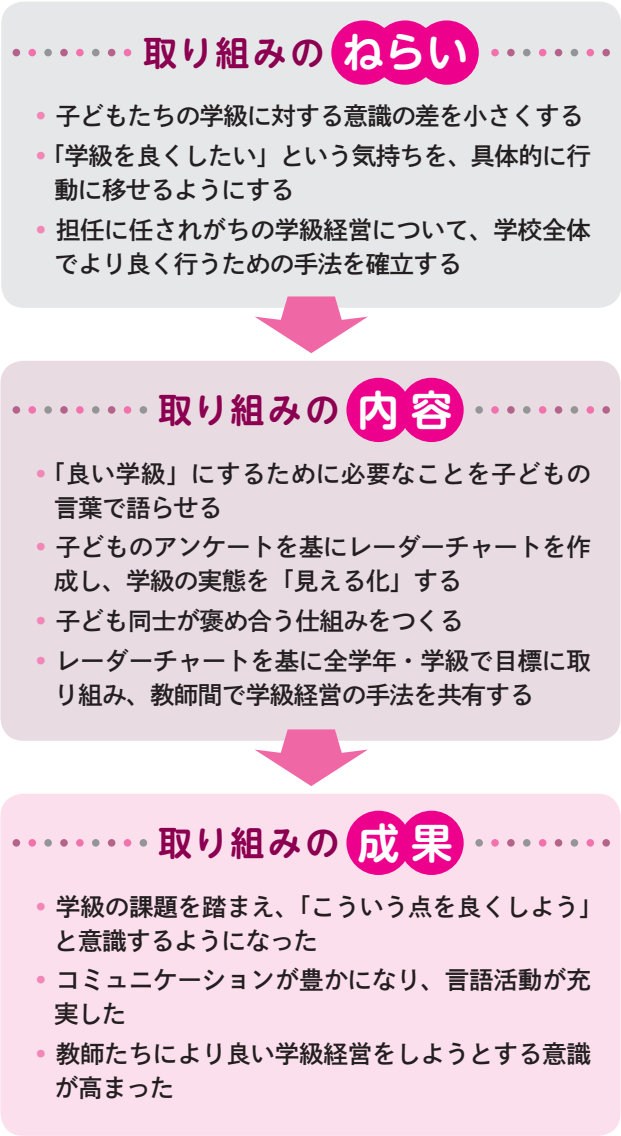 取り組みのねらい
• 子どもたちの学級に対する意識の差を小さくする
•「学級を良くしたい」という気持ちを、具体的に行
動に移せるようにする
• 担任に任されがちの学級経営について、学校全体
でより良く行うための手法を確立する
取り組みの内容
•「良い学級」にするために必要なことを子どもの
言葉で語らせる
• 子どものアンケートを基にレーダーチャートを作
成し、学級の実態を「見える化」する
• 子ども同士が褒め合う仕組みをつくる
• レーダーチャートを基に全学年・学級で目標に取
り組み、教師間で学級経営の手法を共有する
取り組みの成果
• 学級の課題を踏まえ、「こういう点を良くしよう」
と意識するようになった
• コミュニケーションが豊かになり、言語活動が充
実した
• 教師たちにより良い学級経営をしようとする意識
が高まった